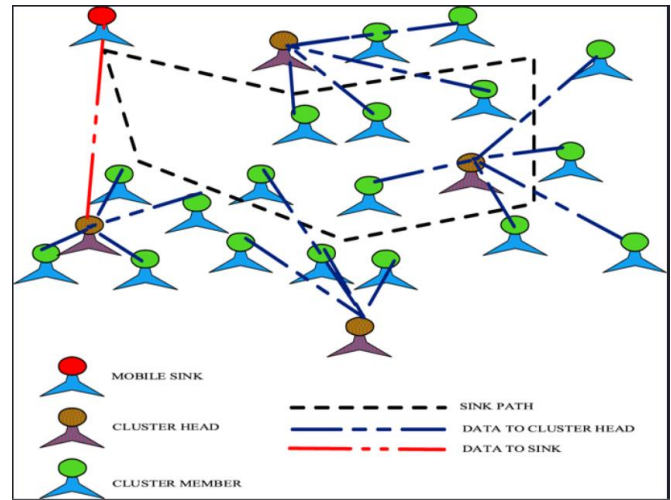 MOBILE SINK
CLUSTER HEAD
CLUSTER MEMBER
SINK PATH
DATA TO CLUSTER HEAD
DATA TO SINK